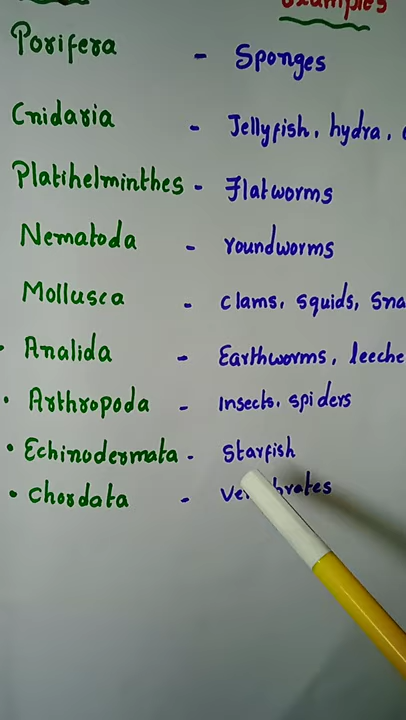 Examples
Porifera - Sponges
Cnidaria - Jellyfish, hydra,
Platihelminthes - Flatworms
Nematoda - roundworms
Mollusca - clams, squids,
Analida - Earthworms,
• Arthropoda - Insects, spiders
• Echinodermata - Starfish
• Chordata -